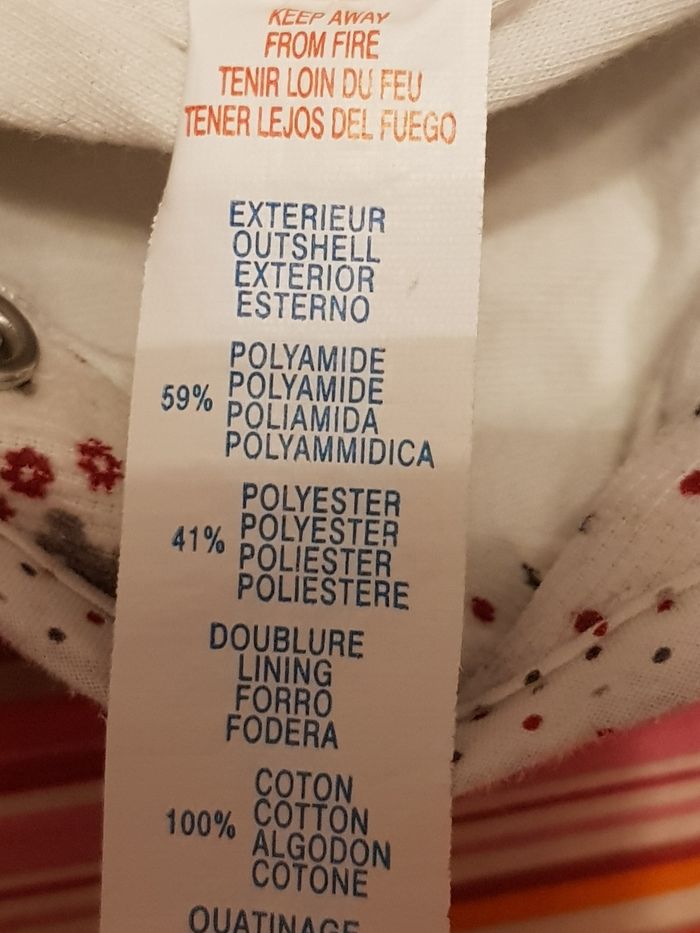 KEEP AWAY
FROM FIRE
TENIR LOIN DU FEU
TENER LEJOS DEL FUEGO
EXTERIEUR
OUTSHELL
EXTERIOR
ESTERNO
59% POLYAMIDE
POLYAMIDE
POLIAMIDA
POLYAMMIDICA
41% POLYESTER
POLYESTER
POLIESTER
POLIESTERE
DOUBLURE
LINING
FORRO
FODERA
100% COTON
COTTON
ALGODON
COTONE
OUATINAGE